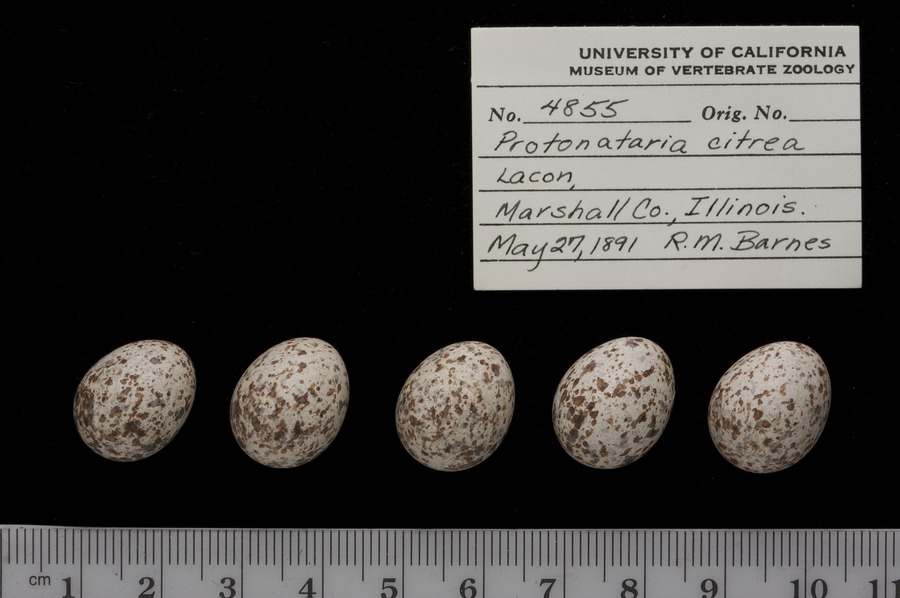 UNIVERSITY OF CALIFORNIA
MUSEUM OF VERTEBRATE ZOOLOGY
No. 4855 Orig. No.
Protonataria citrea
Lacon,
Marshall Co., Illinois.
May 27, 1891 R.M. Barnes
cm 1 2 3 4 5 6 7 8 9 10 11